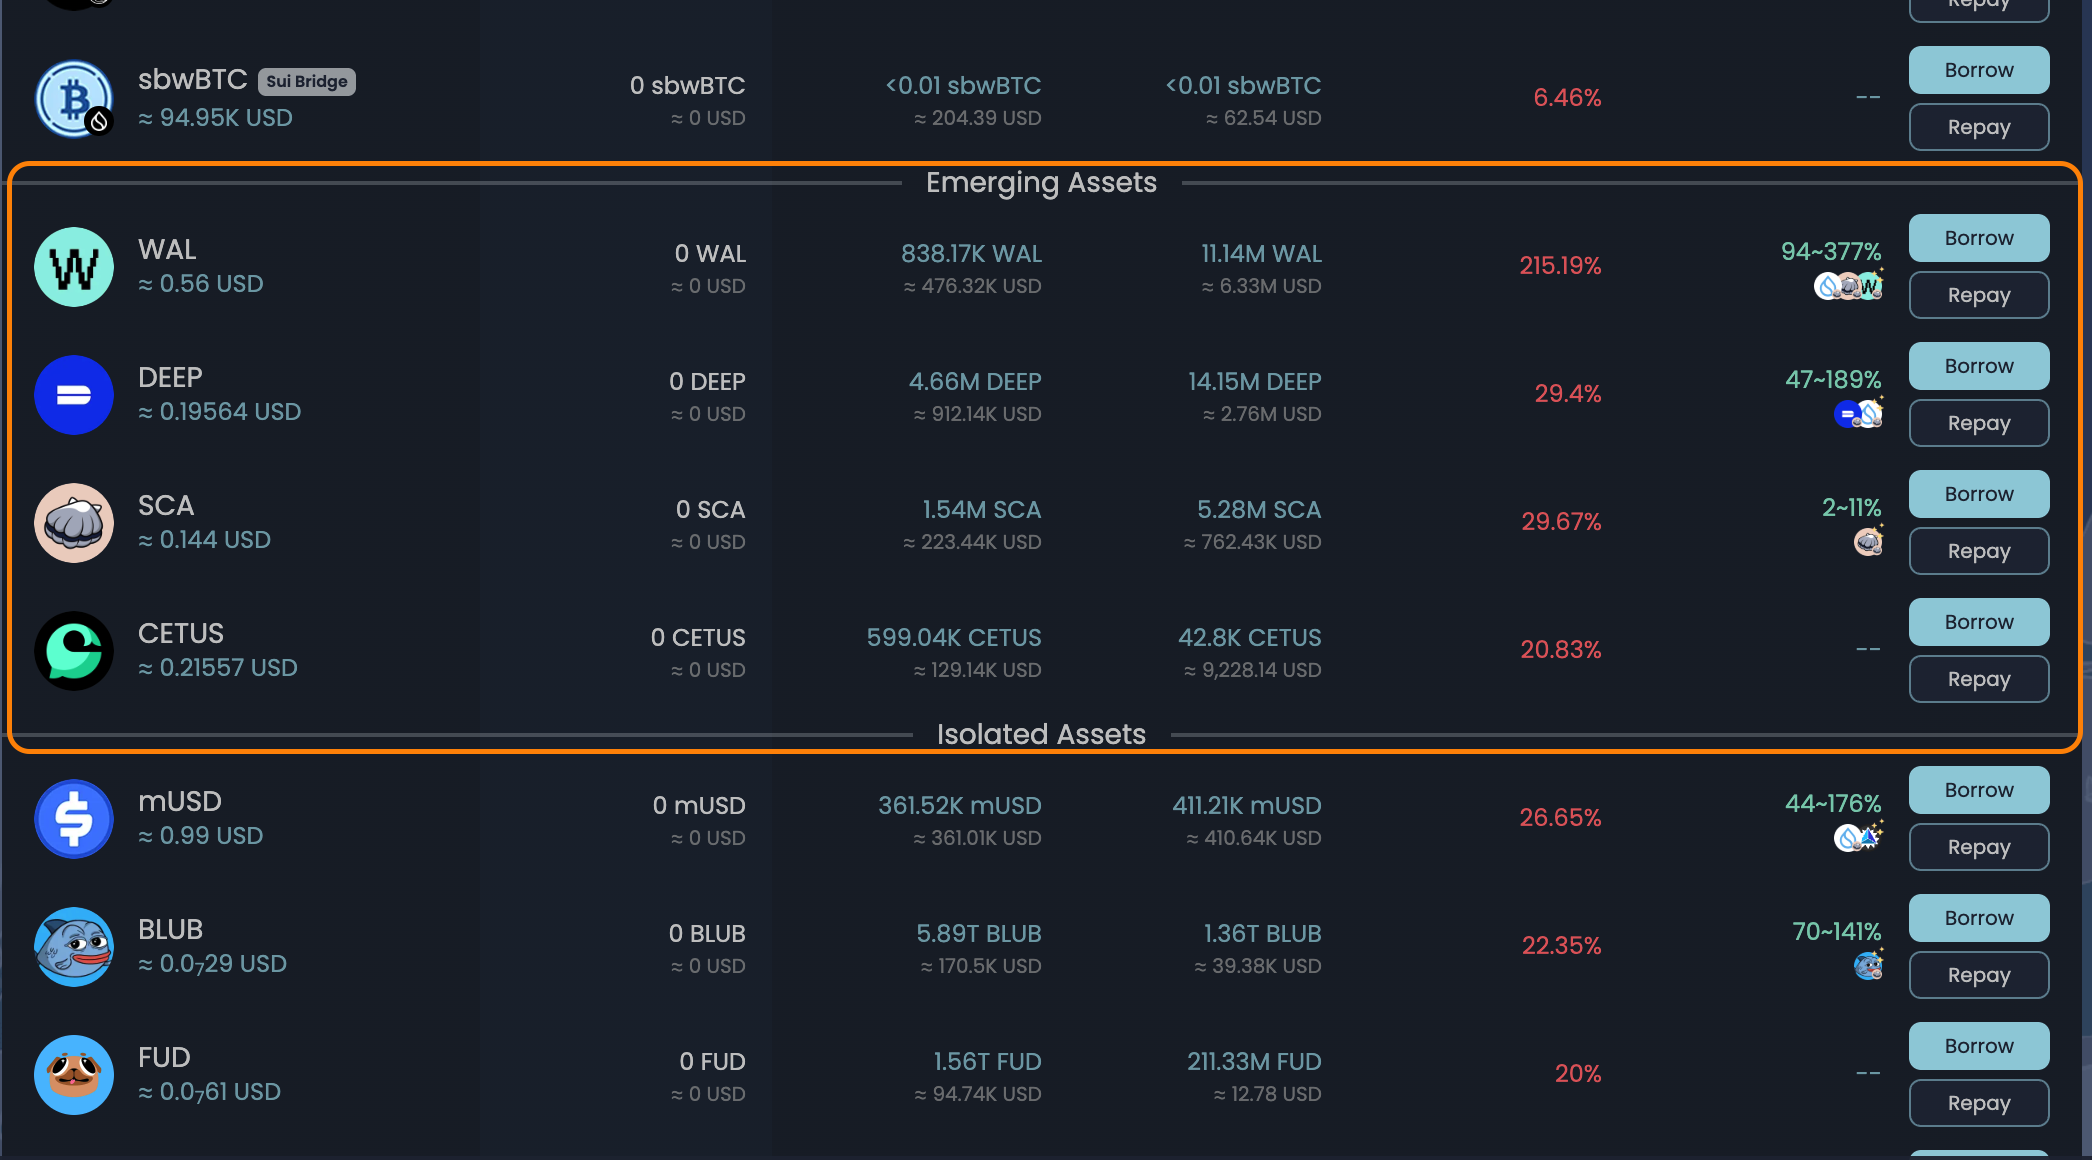 Repay
sbwBTC Sui Bridge
≈ 94.95K USD
0 sbwBTC
≈ 0 USD
<0.01 sbwBTC
≈ 204.39 USD
<0.01 sbwBTC
≈ 62.54 USD
6.46%
--
Borrow
Repay
Emerging Assets
WAL
≈ 0.56 USD
0 WAL
≈ 0 USD
838.17K WAL
≈ 476.32K USD
11.14M WAL
≈ 6.33M USD
215.19%
94~377%
Borrow
Repay
DEEP
≈ 0.19564 USD
0 DEEP
≈ 0 USD
4.66M DEEP
≈ 912.14K USD
14.15M DEEP
≈ 2.76M USD
29.4%
47~189%
Borrow
Repay
SCA
≈ 0.144 USD
0 SCA
≈ 0 USD
1.54M SCA
≈ 223.44K USD
5.28M SCA
≈ 762.43K USD
29.67%
2~11%
Borrow
Repay
CETUS
≈ 0.21557 USD
0 CETUS
≈ 0 USD
599.04K CETUS
≈ 129.14K USD
42.8K CETUS
≈ 9,228.14 USD
20.83%
--
Borrow
Repay
Isolated Assets
mUSD
≈ 0.99 USD
0 mUSD
≈ 0 USD
361.52K mUSD
≈ 361.01K USD
411.21K mUSD
≈ 410.64K USD
26.65%
44~176%
Borrow
Repay
BLUB
≈ 0.0₇29 USD
0 BLUB
≈ 0 USD
5.89T BLUB
≈ 170.5K USD
1.36T BLUB
≈ 39.38K USD
22.35%
70~141%
Borrow
Repay
FUD
≈ 0.0₇61 USD
0 FUD
≈ 0 USD
1.56T FUD
≈ 94.74K USD
211.33M FUD
≈ 12.78 USD
20%
--
Borrow
Repay